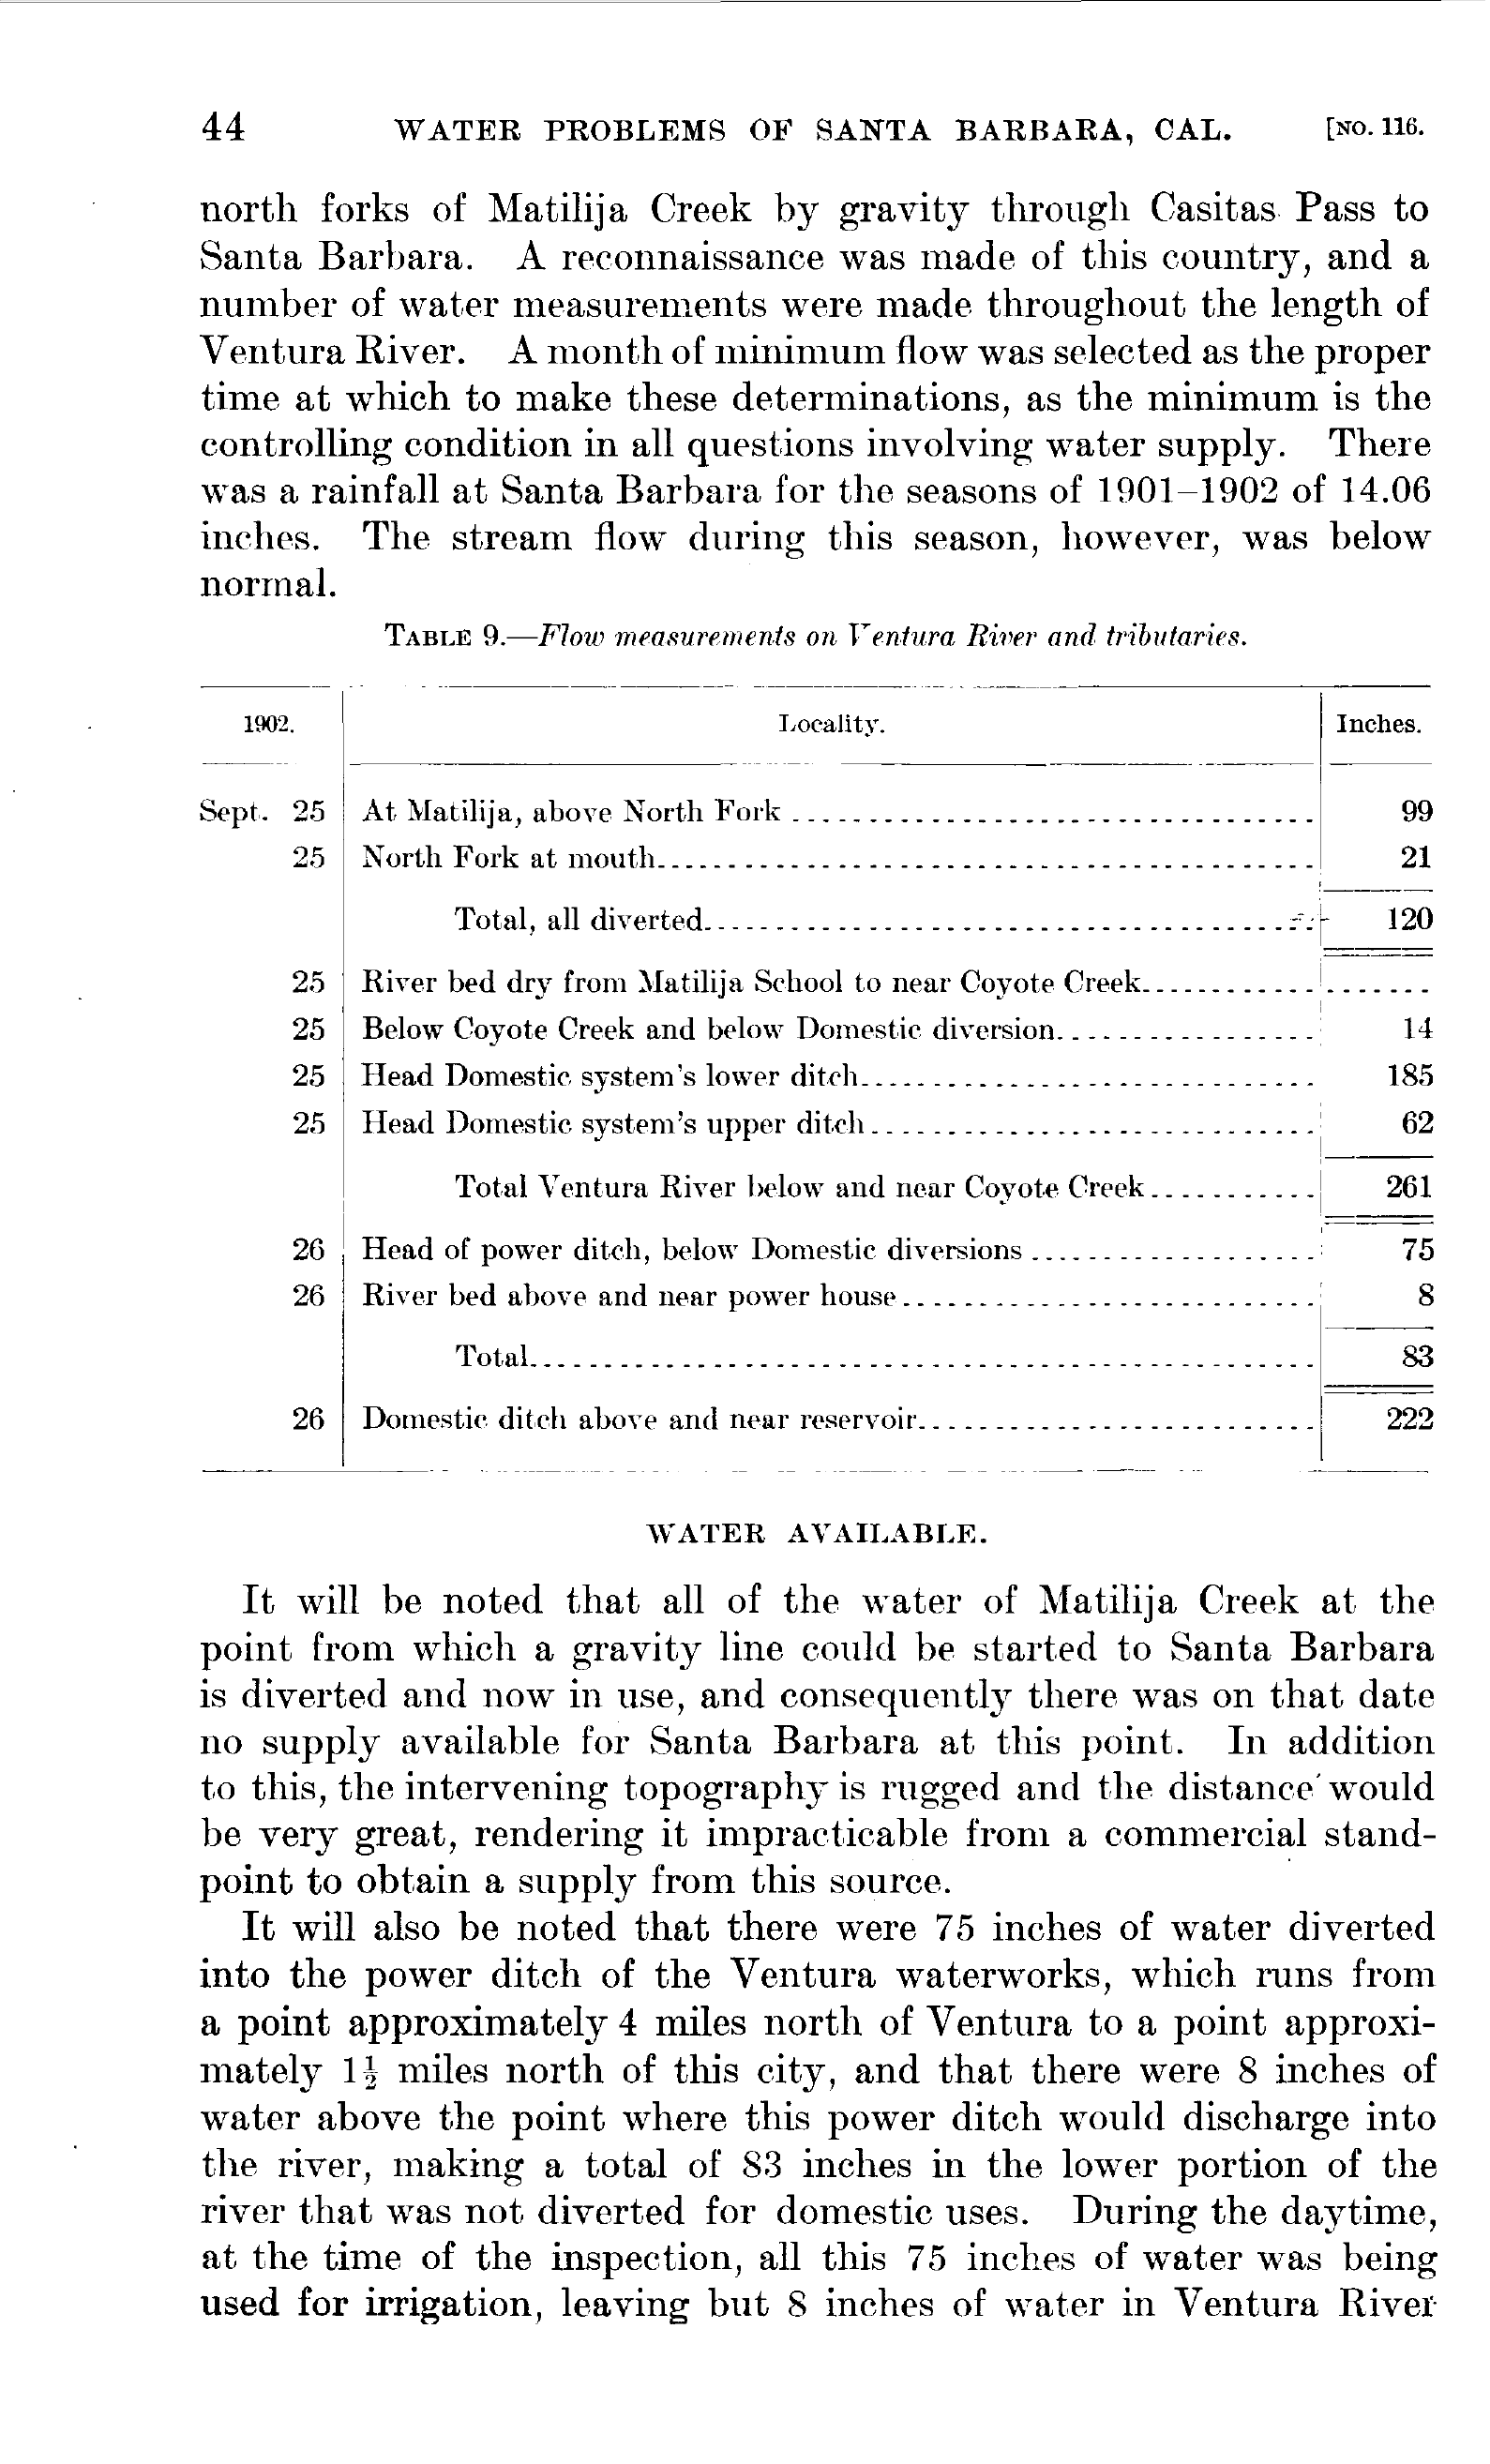 44 WATER PROBLEMS OF SANTA BARBARA, CAL. [NO. 116.
north forks of Matilija Creek by gravity through Casitas Pass to
Santa Barbara. A reconnaissance was made of this country, and a
number of water measurements were made throughout the length of
Ventura River. A month of minimum flow was selected as the proper
time at which to make these determinations, as the minimum is the
controlling condition in all questions involving water supply. There
was a rainfall at Santa Barbara for the seasons of 1901–1902 of 14.06
inches. The stream flow during this season, however, was below
normal.
TABLE 9.—Flow measurements on Ventura River and tributaries.
1902. Locality. Inches.
Sept. 25 At Matilija, above North Fork 99
25 North Fork at mouth 21
Total, all diverted 120
25 River bed dry from Matilija School to near Coyote Creek
25 Below Coyote Creek and below Domestic diversion 14
25 Head Domestic system's lower ditch 185
25 Head Domestic system's upper ditch 62
Total Ventura River below and near Coyote Creek 261
26 Head of power ditch, below Domestic diversions 75
26 River bed above and near power house 8
Total 83
26 Domestic ditch above and near reservoir 222
WATER AVAILABLE.
It will be noted that all of the water of Matilija Creek at the
point from which a gravity line could be started to Santa Barbara
is diverted and now in use, and consequently there was on that date
no supply available for Santa Barbara at this point. In addition
to this, the intervening topography is rugged and the distance would
be very great, rendering it impracticable from a commercial stand-
point to obtain a supply from this source.
It will also be noted that there were 75 inches of water diverted
into the power ditch of the Ventura waterworks, which runs from
a point approximately 4 miles north of Ventura to a point approxi-
mately 1½ miles north of this city, and that there were 8 inches of
water above the point where this power ditch would discharge into
the river, making a total of 83 inches in the lower portion of the
river that was not diverted for domestic uses. During the daytime,
at the time of the inspection, all this 75 inches of water was being
used for irrigation, leaving but 8 inches of water in Ventura River